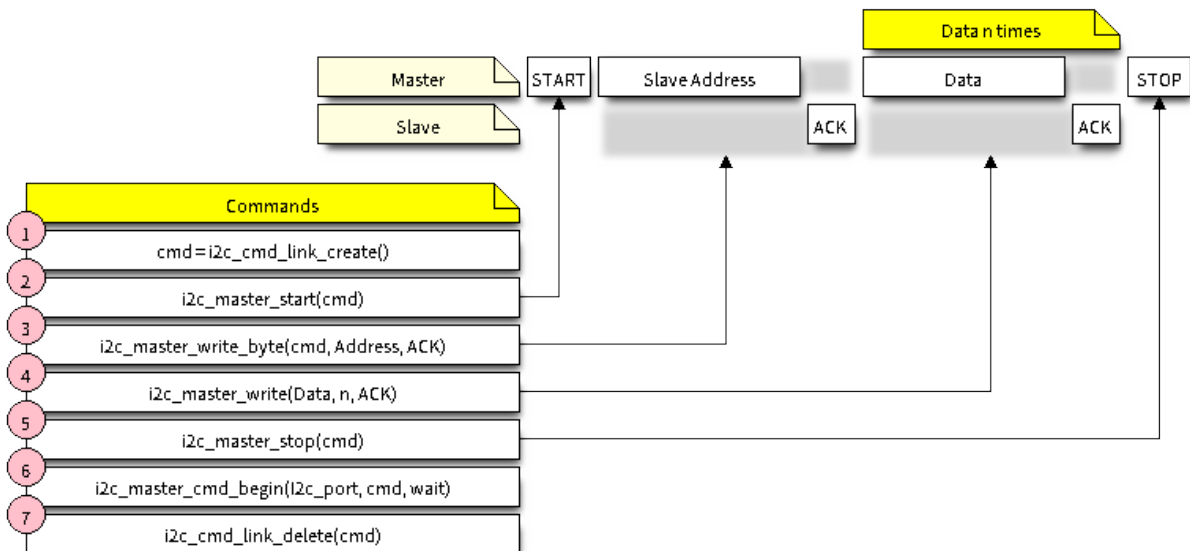 Data n times
Master
START
Slave Address
Data
STOP
Slave
ACK
ACK
Commands
1
cmd=i2c_cmd_link_create()
2
i2c_master_start(cmd)
3
i2c_master_write_byte(cmd, Address, ACK)
4
i2c_master_write(Data, n, ACK)
5
i2c_master_stop(cmd)
6
i2c_master_cmd_begin(I2c_port, cmd, wait)
7
i2c_cmd_link_delete(cmd)